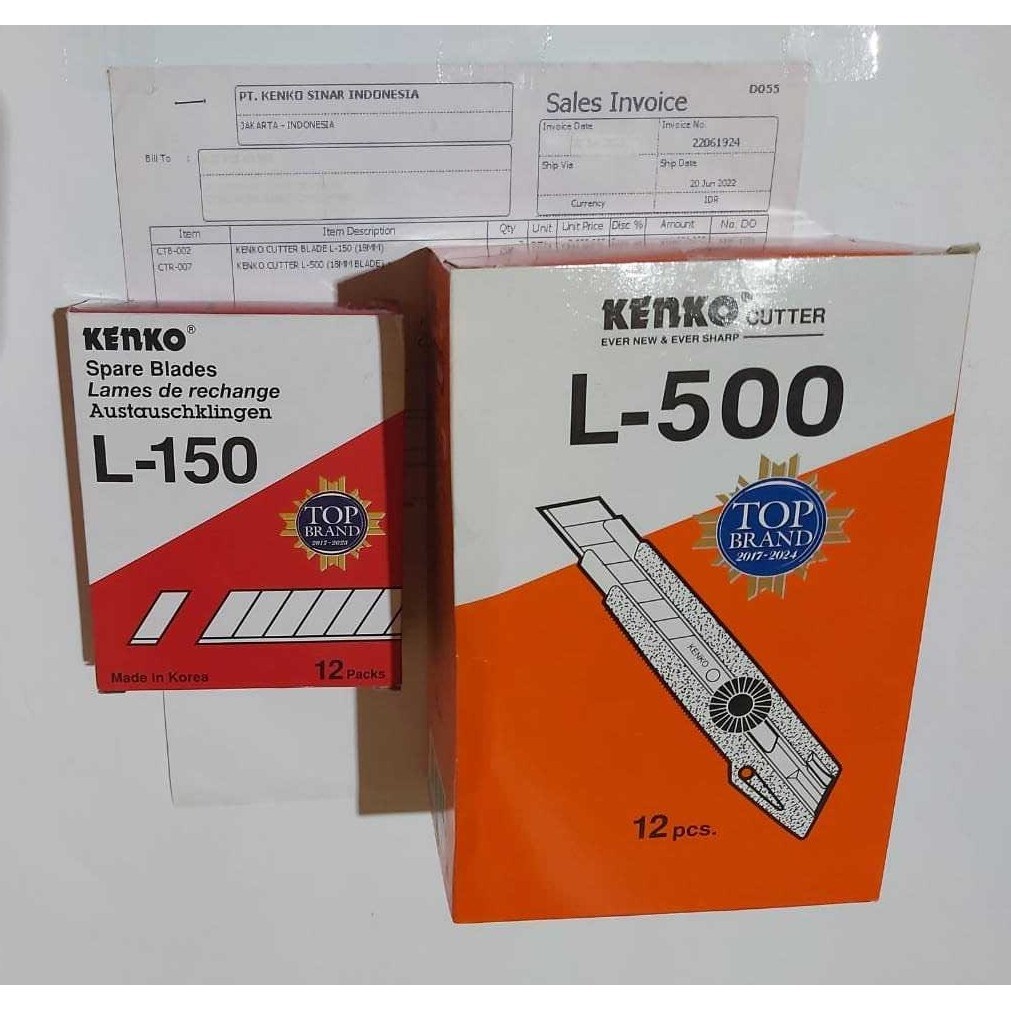 D055
PT. KENKO SINAR INDONESIA
JAKARTA - INDONESIA
Sales Invoice
Invoice Date
Invoice No.
22061924
Bill To :
Ship Via
Ship Date
20 Jun 2022
Currency
IDR
Item Item Description Qty Unit Unit Price Disc % Amount No. DO
CTB-002 KENKO CUTTER BLADE L-150 (18MM)
CTR-007 KENKO CUTTER L-500 (18MM BLADE)
KENKO®
Spare Blades
Lames de rechange
Austauschklingen
L-150
TOP
BRAND
2017-2023
Made in Korea
12 Packs
KENKO® CUTTER
EVER NEW & EVER SHARP
L-500
TOP
BRAND
2017-2024
KENKO
12 pcs.